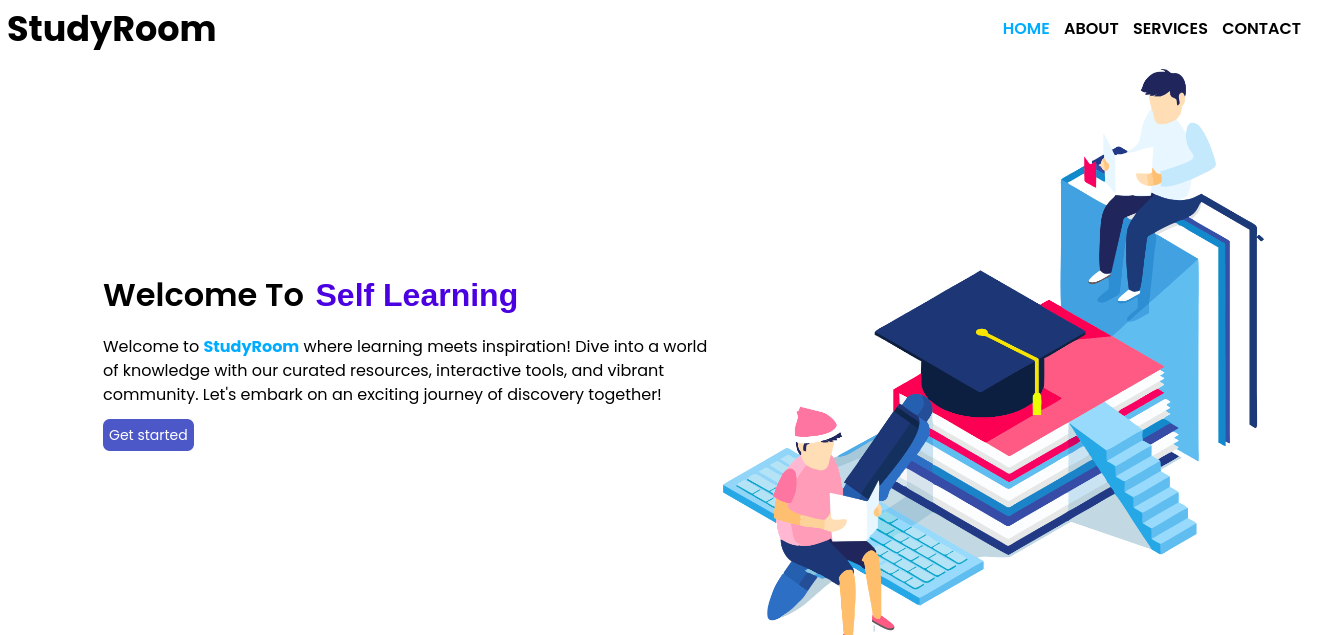 StudyRoom
HOME ABOUT SERVICES CONTACT
Welcome To Self Learning
Welcome to StudyRoom where learning meets inspiration! Dive into a world
of knowledge with our curated resources, interactive tools, and vibrant
community. Let's embark on an exciting journey of discovery together!
Get started